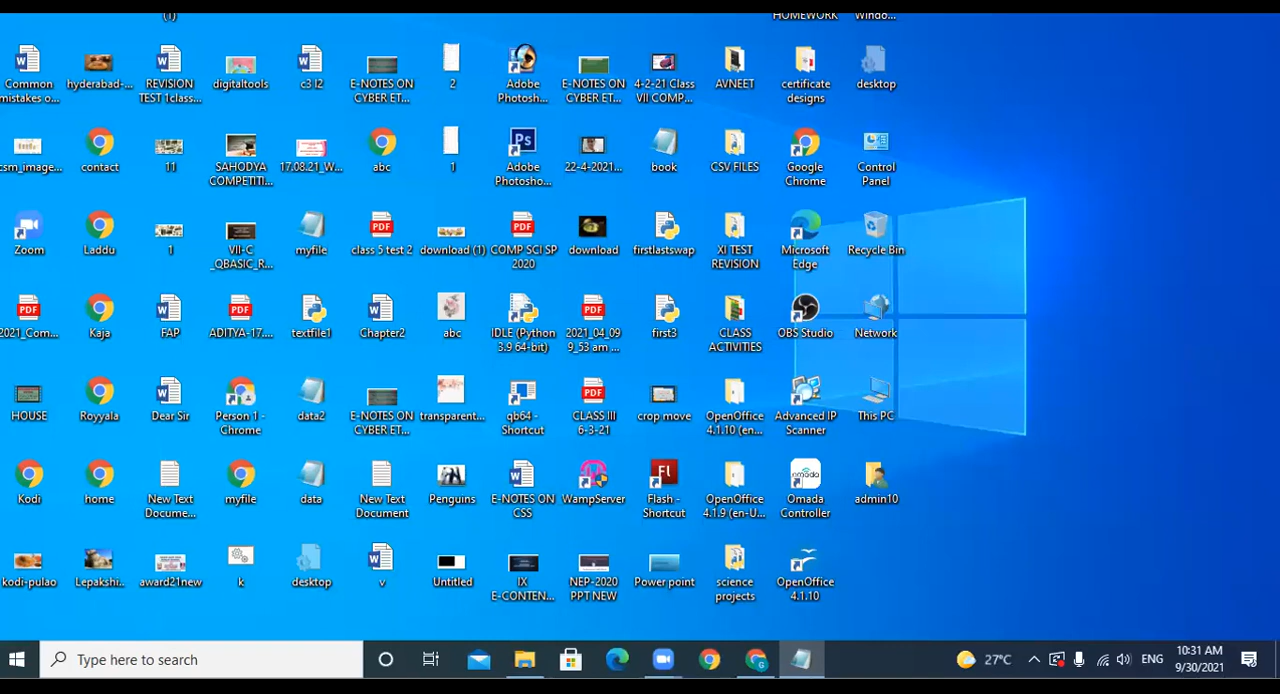 (1)
HOMEWORK
Windo...
Common
mistakes o...
hyderabad-...
REVISION
TEST 1class...
digitaltools
c3 l2
E-NOTES ON
CYBER ET...
2
Adobe
Photosh...
E-NOTES ON
CYBER ET...
4-2-21 Class
VII COMP...
AVNEET
certificate
designs
desktop
csm_image...
contact
11
SAHODYA
COMPETITI...
17.08.21_W...
abc
1
Adobe
Photosho...
22-4-2021...
book
CSV FILES
Google
Chrome
Control
Panel
Zoom
Laddu
1
VII-C
_QBASIC_R...
myfile
class 5 test 2
download (1)
COMP SCI SP
2020
download
firstlastswap
XI TEST
REVISION
Microsoft
Edge
Recycle Bin
2021_Com...
Kaja
FAP
ADITYA-17....
textfile1
Chapter2
abc
IDLE (Python
3.9 64-bit)
2021_04_09
9_53 am ...
first3
CLASS
ACTIVITIES
OBS Studio
Network
HOUSE
Royyala
Dear Sir
Person 1 -
Chrome
data2
E-NOTES ON
CYBER ET...
transparent...
qb64 -
Shortcut
CLASS III
6-3-21
crop move
OpenOffice
4.1.10 (en...
Advanced IP
Scanner
This PC
Kodi
home
New Text
Docume...
myfile
data
New Text
Document
Penguins
E-NOTES ON
CSS
WampServer
Flash -
Shortcut
OpenOffice
4.1.9 (en-U...
Omada
Controller
admin10
kodi-pulao
Lepakshi...
award21new
k
desktop
v
Untitled
IX
E-CONTEN...
NEP-2020
PPT NEW
Power point
science
projects
OpenOffice
4.1.10
Type here to search
27°C
ENG
10:31 AM
9/30/2021